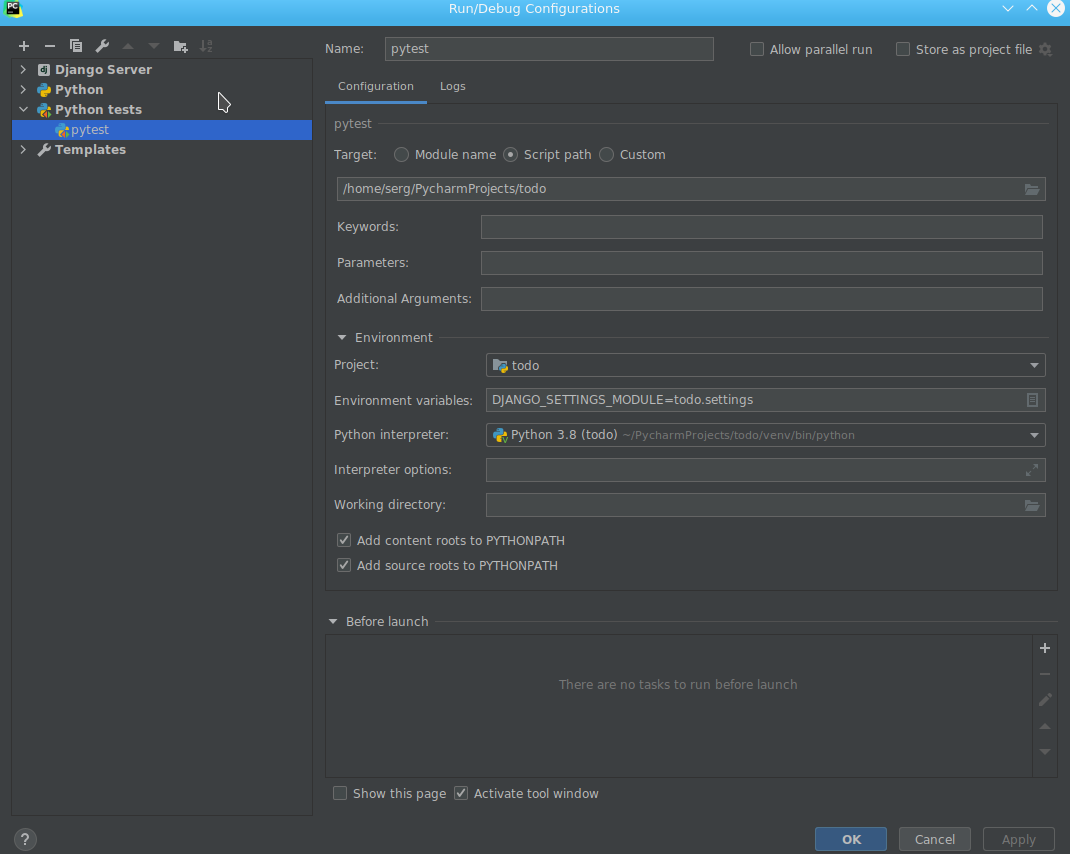 Run/Debug Configurations
Name: pytest Allow parallel run Store as project file
Django Server
Python
Python tests
pytest
Templates
Configuration Logs
pytest
Target: Module name Script path Custom
/home/serg/PycharmProjects/todo
Keywords:
Parameters:
Additional Arguments:
Environment
Project: todo
Environment variables: DJANGO_SETTINGS_MODULE=todo.settings
Python interpreter: Python 3.8 (todo) ~/PycharmProjects/todo/venv/bin/python
Interpreter options:
Working directory:
Add content roots to PYTHONPATH
Add source roots to PYTHONPATH
Before launch
There are no tasks to run before launch
Show this page Activate tool window
? OK Cancel Apply